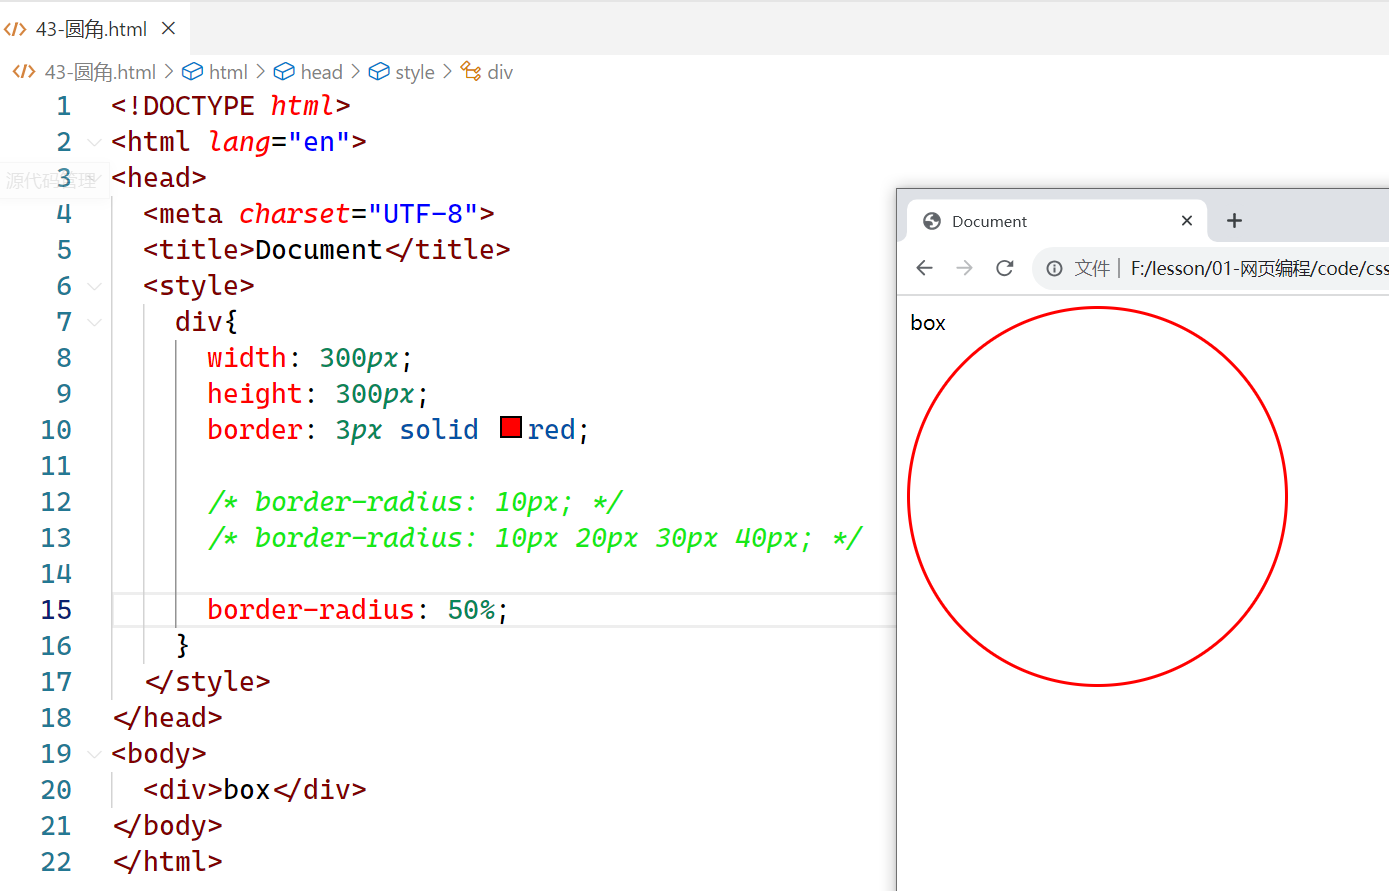 43-圆角.html
43-圆角.html > html > head > style > div
1 <!DOCTYPE html>
2 <html lang="en">
源代码管理
3 <head>
4 <meta charset="UTF-8">
5 <title>Document</title>
6 <style>
7 div{
8 width: 300px;
9 height: 300px;
10 border: 3px solid red;
11
12 /* border-radius: 10px; */
13 /* border-radius: 10px 20px 30px 40px; */
14
15 border-radius: 50%;
16 }
17 </style>
18 </head>
19 <body>
20 <div>box</div>
21 </body>
22 </html>
Document
文件 | F:/lesson/01-网页编程/code/css
box